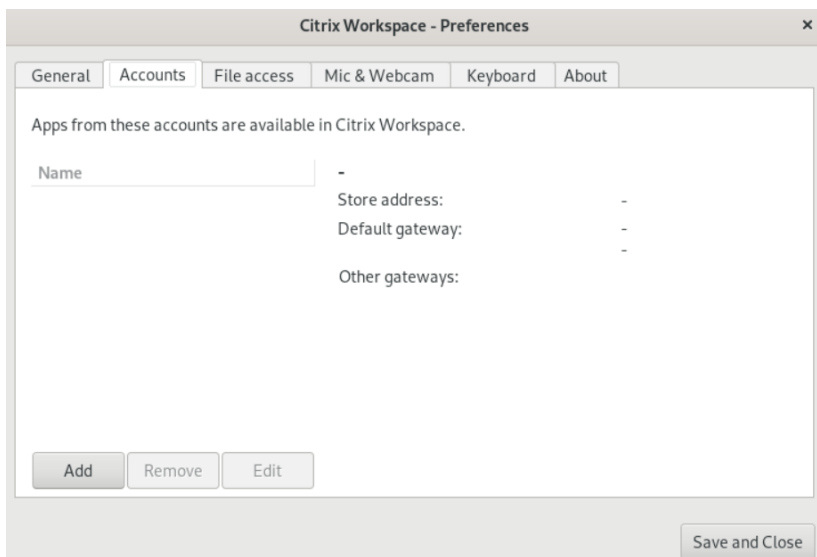 Citrix Workspace - Preferences ×
General Accounts File access Mic & Webcam Keyboard About
Apps from these accounts are available in Citrix Workspace.
Name -
Store address: -
Default gateway: -
-
Other gateways:
Add Remove Edit
Save and Close